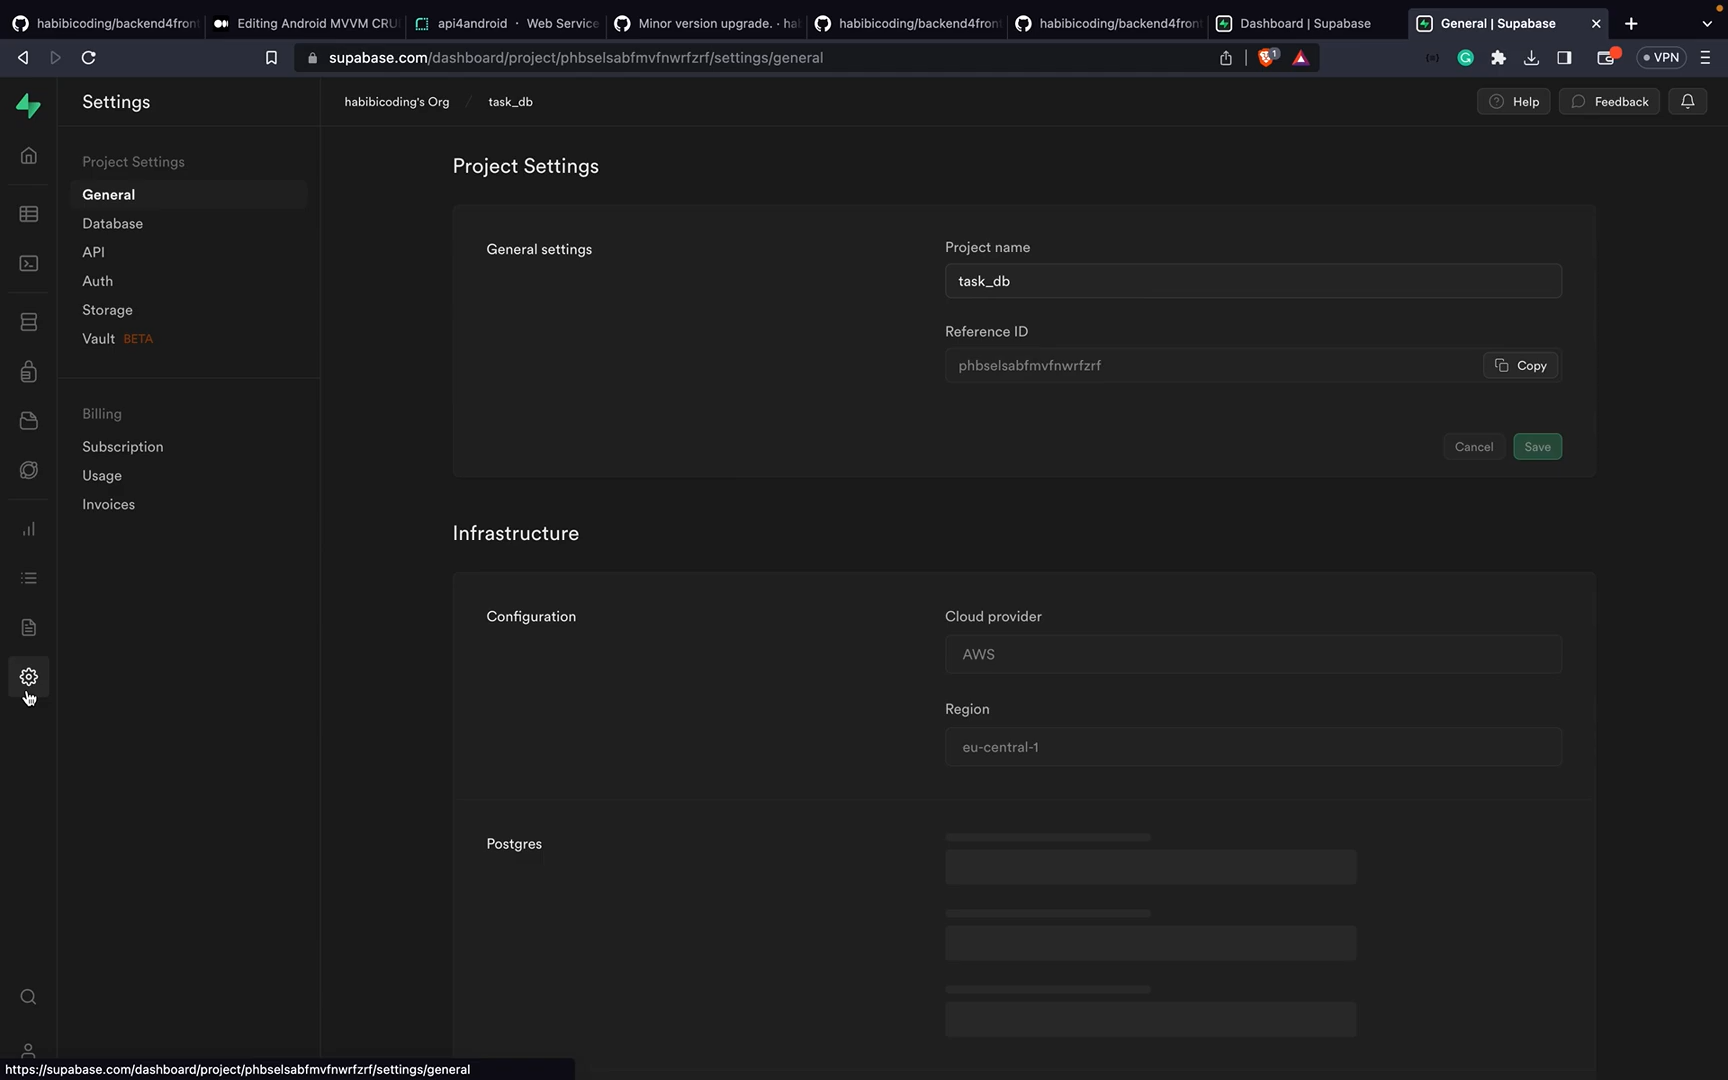 habibicoding/backend4fron
Editing Android MVVM CRU
api4android · Web Service
Minor version upgrade. · ha
habibicoding/backend4fron
habibicoding/backend4fron
Dashboard | Supabase
General | Supabase
supabase.com/dashboard/project/phbselsabfmvfnwrfzrf/settings/general
1
VPN
Settings
habibicoding's Org / task_db
Help
Feedback
Project Settings
General
Database
API
Auth
Storage
Vault BETA
Billing
Subscription
Usage
Invoices
Project Settings
General settings
Project name
task_db
Reference ID
phbselsabfmvfnwrfzrf
Copy
Cancel
Save
Infrastructure
Configuration
Cloud provider
AWS
Region
eu-central-1
Postgres
https://supabase.com/dashboard/project/phbselsabfmvfnwrfzrf/settings/general